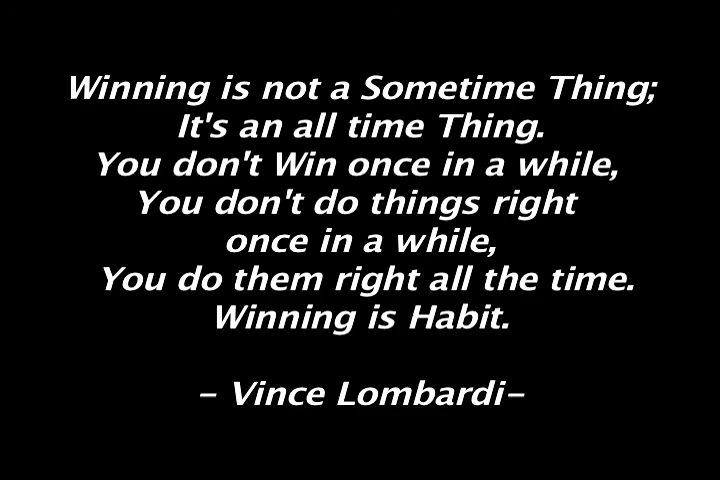 Winning is not a Sometime Thing;
It's an all time Thing.
You don't Win once in a while,
You don't do things right
once in a while,
You do them right all the time.
Winning is Habit.
- Vince Lombardi-